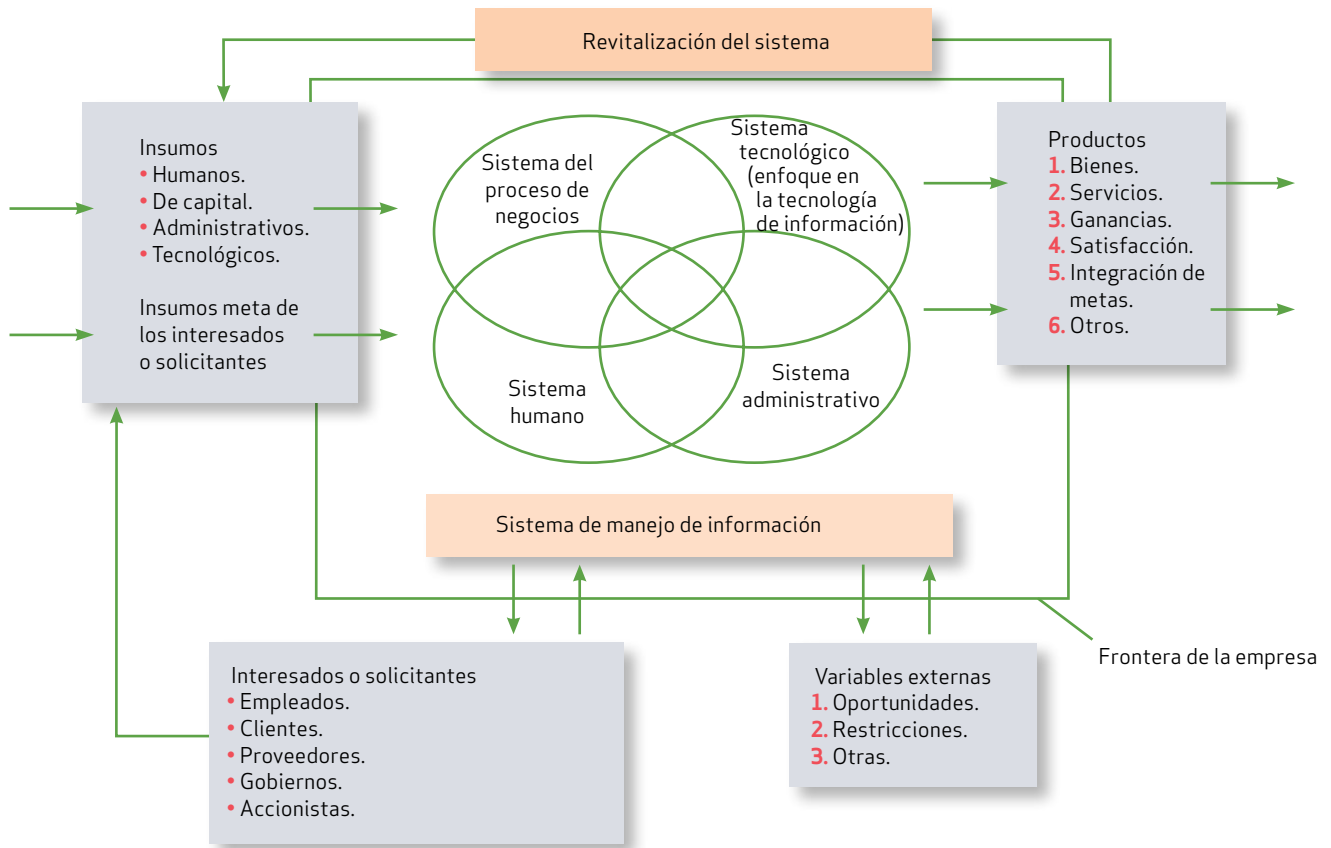 Revitalización del sistema
Insumos
• Humanos.
• De capital.
• Administrativos.
• Tecnológicos.
Insumos meta de
los interesados
o solicitantes
Sistema del
proceso de
negocios
Sistema
tecnológico
(enfoque en
la tecnología
de información)
Sistema
humano
Sistema
administrativo
Productos
1. Bienes.
2. Servicios.
3. Ganancias.
4. Satisfacción.
5. Integración de
metas.
6. Otros.
Sistema de manejo de información
Frontera de la empresa
Interesados o solicitantes
• Empleados.
• Clientes.
• Proveedores.
• Gobiernos.
• Accionistas.
Variables externas
1. Oportunidades.
2. Restricciones.
3. Otras.